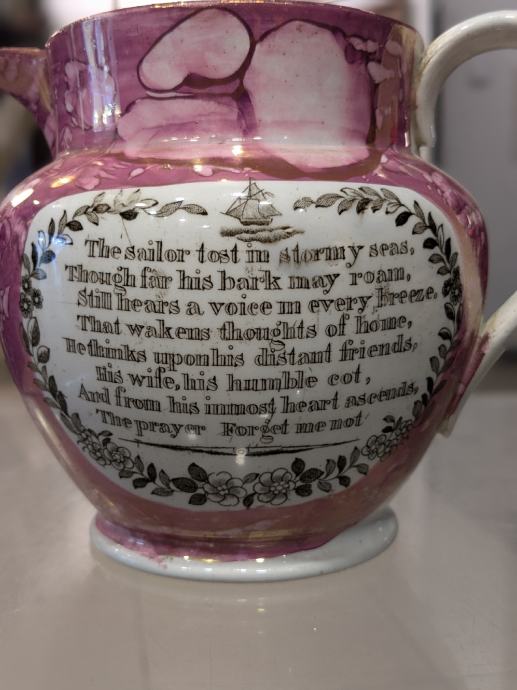 The sailor tost in stormy seas,
Though far his bark may roam,
Still hears a voice in every breeze.
That wakens thoughts of home,
He thinks upon his distant friends,
His wife, his humble cot,
And from his inmost heart ascends,
The prayer Forget me not